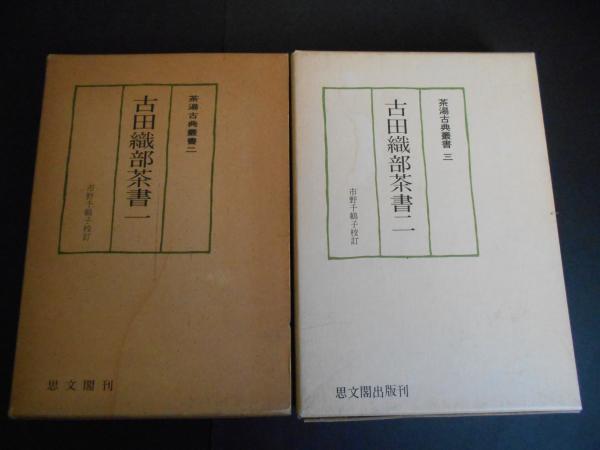 茶湯古典叢書二
古田織部茶書一
市野千鶴子校訂
思文閣刊
茶湯古典叢書 三
古田織部茶書二
市野千鶴子校訂
思文閣出版刊